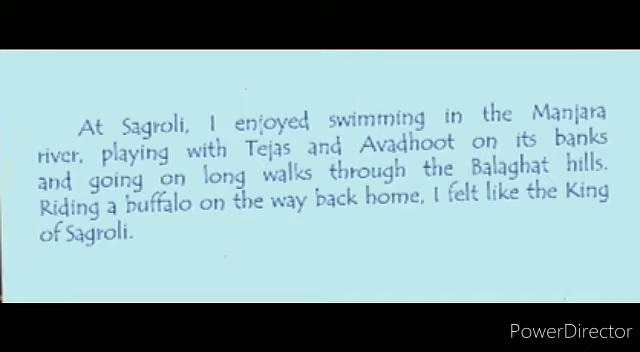 At Sagroli, I enjoyed swimming in the Manjara
river, playing with Tejas and Avadhoot on its banks
and going on long walks through the Balaghat hills.
Riding a buffalo on the way back home, I felt like the King
of Sagroli.
PowerDirector